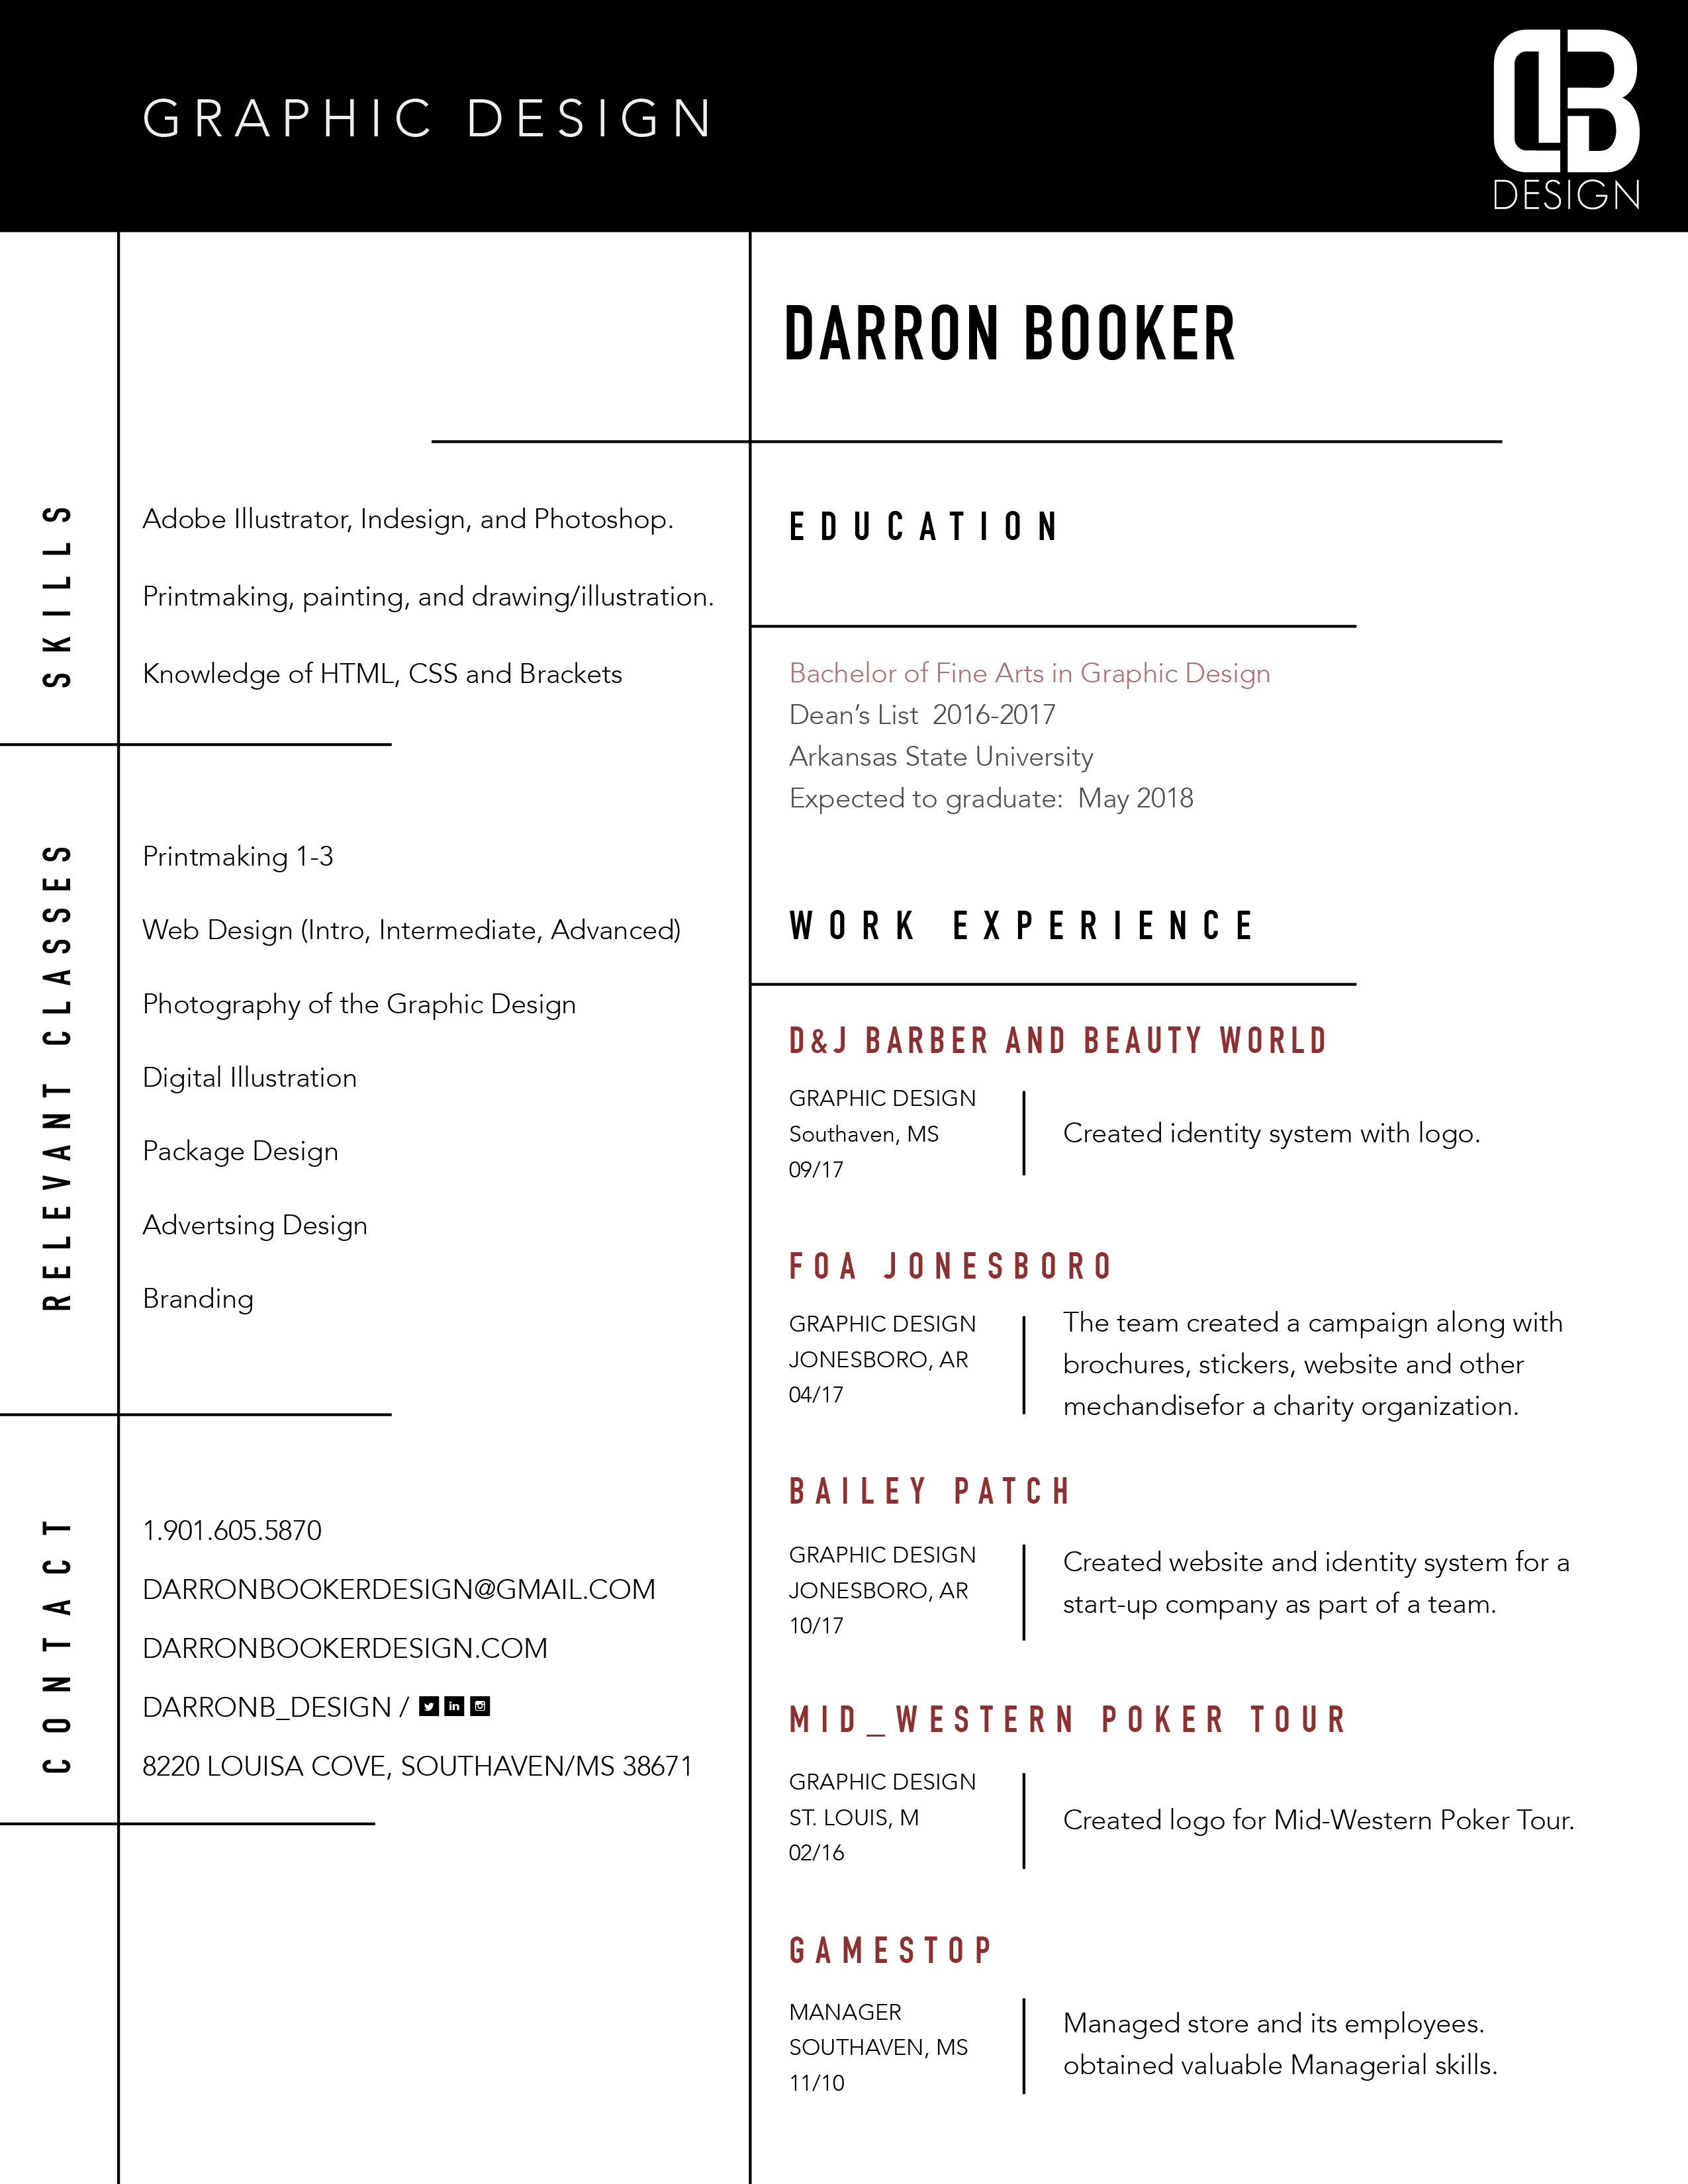 GRAPHIC DESIGN
DB
DESIGN
DARRON BOOKER
SKILLS
Adobe Illustrator, Indesign, and Photoshop.
Printmaking, painting, and drawing/illustration.
Knowledge of HTML, CSS and Brackets
RELEVANT CLASSES
Printmaking 1-3
Web Design (Intro, Intermediate, Advanced)
Photography of the Graphic Design
Digital Illustration
Package Design
Advertsing Design
Branding
CONTACT
1.901.605.5870
DARRONBOOKERDESIGN@GMAIL.COM
DARRONBOOKERDESIGN.COM
DARRONB_DESIGN / in
8220 LOUISA COVE, SOUTHAVEN/MS 38671
EDUCATION
Bachelor of Fine Arts in Graphic Design
Dean’s List 2016-2017
Arkansas State University
Expected to graduate: May 2018
WORK EXPERIENCE
D&J BARBER AND BEAUTY WORLD
GRAPHIC DESIGN
Southaven, MS
09/17
Created identity system with logo.
FOA JONESBORO
GRAPHIC DESIGN
JONESBORO, AR
04/17
The team created a campaign along with
brochures, stickers, website and other
mechandisefor a charity organization.
BAILEY PATCH
GRAPHIC DESIGN
JONESBORO, AR
10/17
Created website and identity system for a
start-up company as part of a team.
MID_WESTERN POKER TOUR
GRAPHIC DESIGN
ST. LOUIS, M
02/16
Created logo for Mid-Western Poker Tour.
GAMESTOP
MANAGER
SOUTHAVEN, MS
11/10
Managed store and its employees.
obtained valuable Managerial skills.